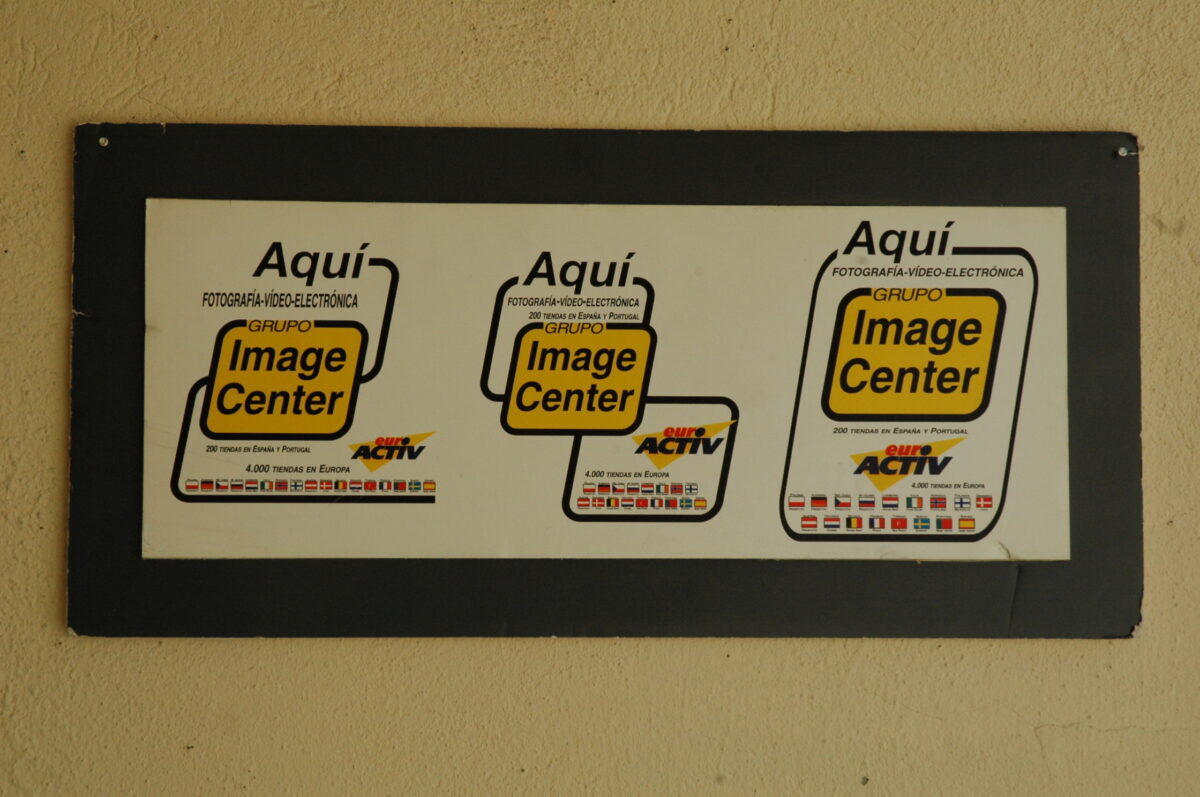 Aquí
FOTOGRAFÍA-VÍDEO-ELECTRÓNICA
GRUPO
Image
Center
200 TIENDAS EN ESPAÑA Y PORTUGAL
euro
ACTIV
4.000 TIENDAS EN EUROPA
Aquí
FOTOGRAFÍA-VÍDEO-ELECTRÓNICA
200 TIENDAS EN ESPAÑA Y PORTUGAL
GRUPO
Image
Center
euro
ACTIV
4.000 TIENDAS EN EUROPA
Aquí
FOTOGRAFÍA-VÍDEO-ELECTRÓNICA
GRUPO
Image
Center
200 TIENDAS EN ESPAÑA Y PORTUGAL
euro
ACTIV
4.000 TIENDAS EN EUROPA